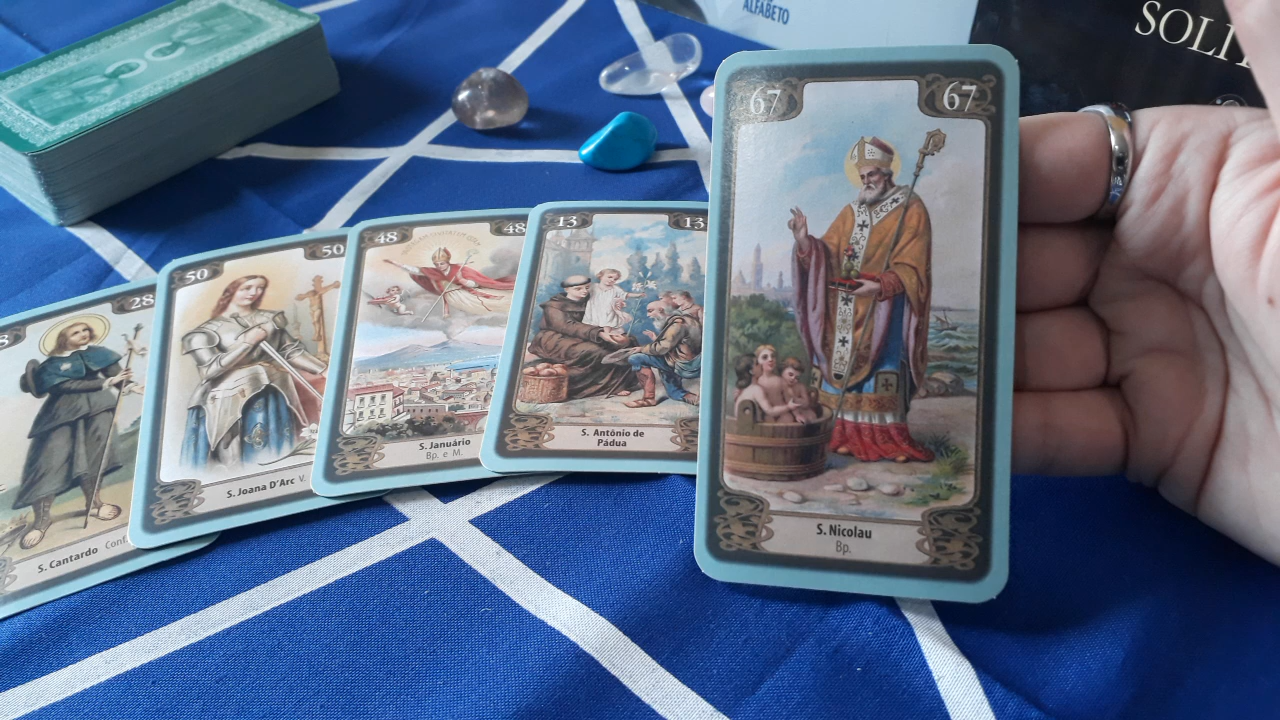 ALFABETO
SOLI
67 67
S. Nicolau
Bp.
13 13
S. Antônio de
Pádua
48 48
S. Januário
Bp. e M.
50 50
S. Joana D'Arc V.
28
S. Cantardo Conf.